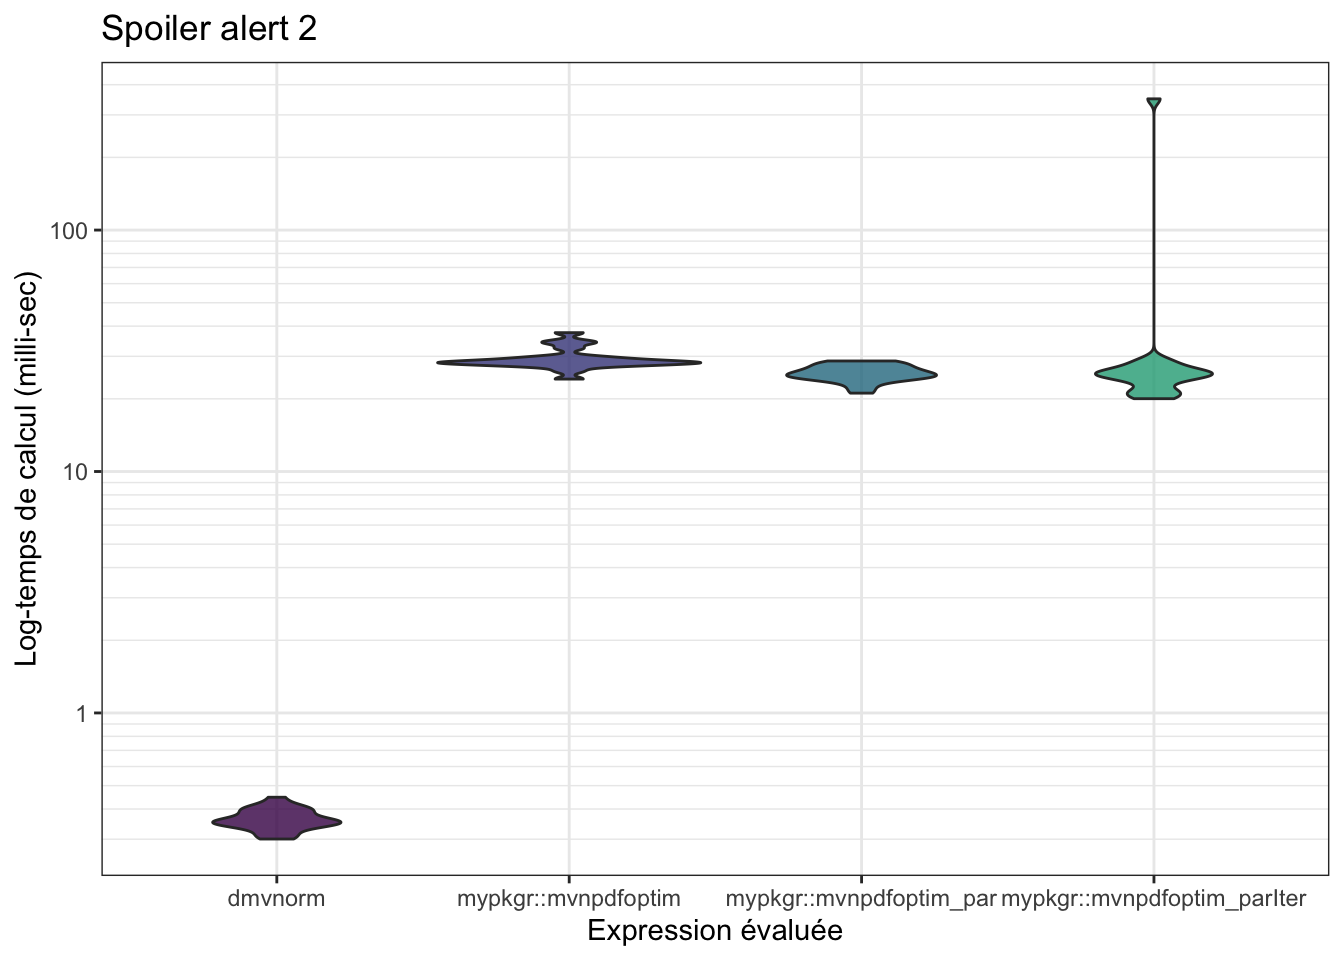 Spoiler alert 2
Log-temps de calcul (milli-sec)
100
10
1
dmvnorm
mypkgr::mvnpdfoptim
mypkgr::mvnpdfoptim_par
mypkgr::mvnpdfoptim_parIter
Expression évaluée